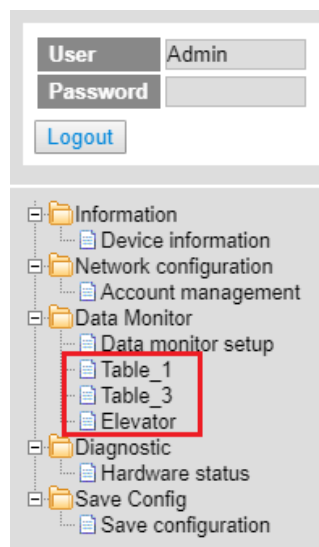 User Admin
Password
Logout
Information
Device information
Network configuration
Account management
Data Monitor
Data monitor setup
Table_1
Table_3
Elevator
Diagnostic
Hardware status
Save Config
Save configuration